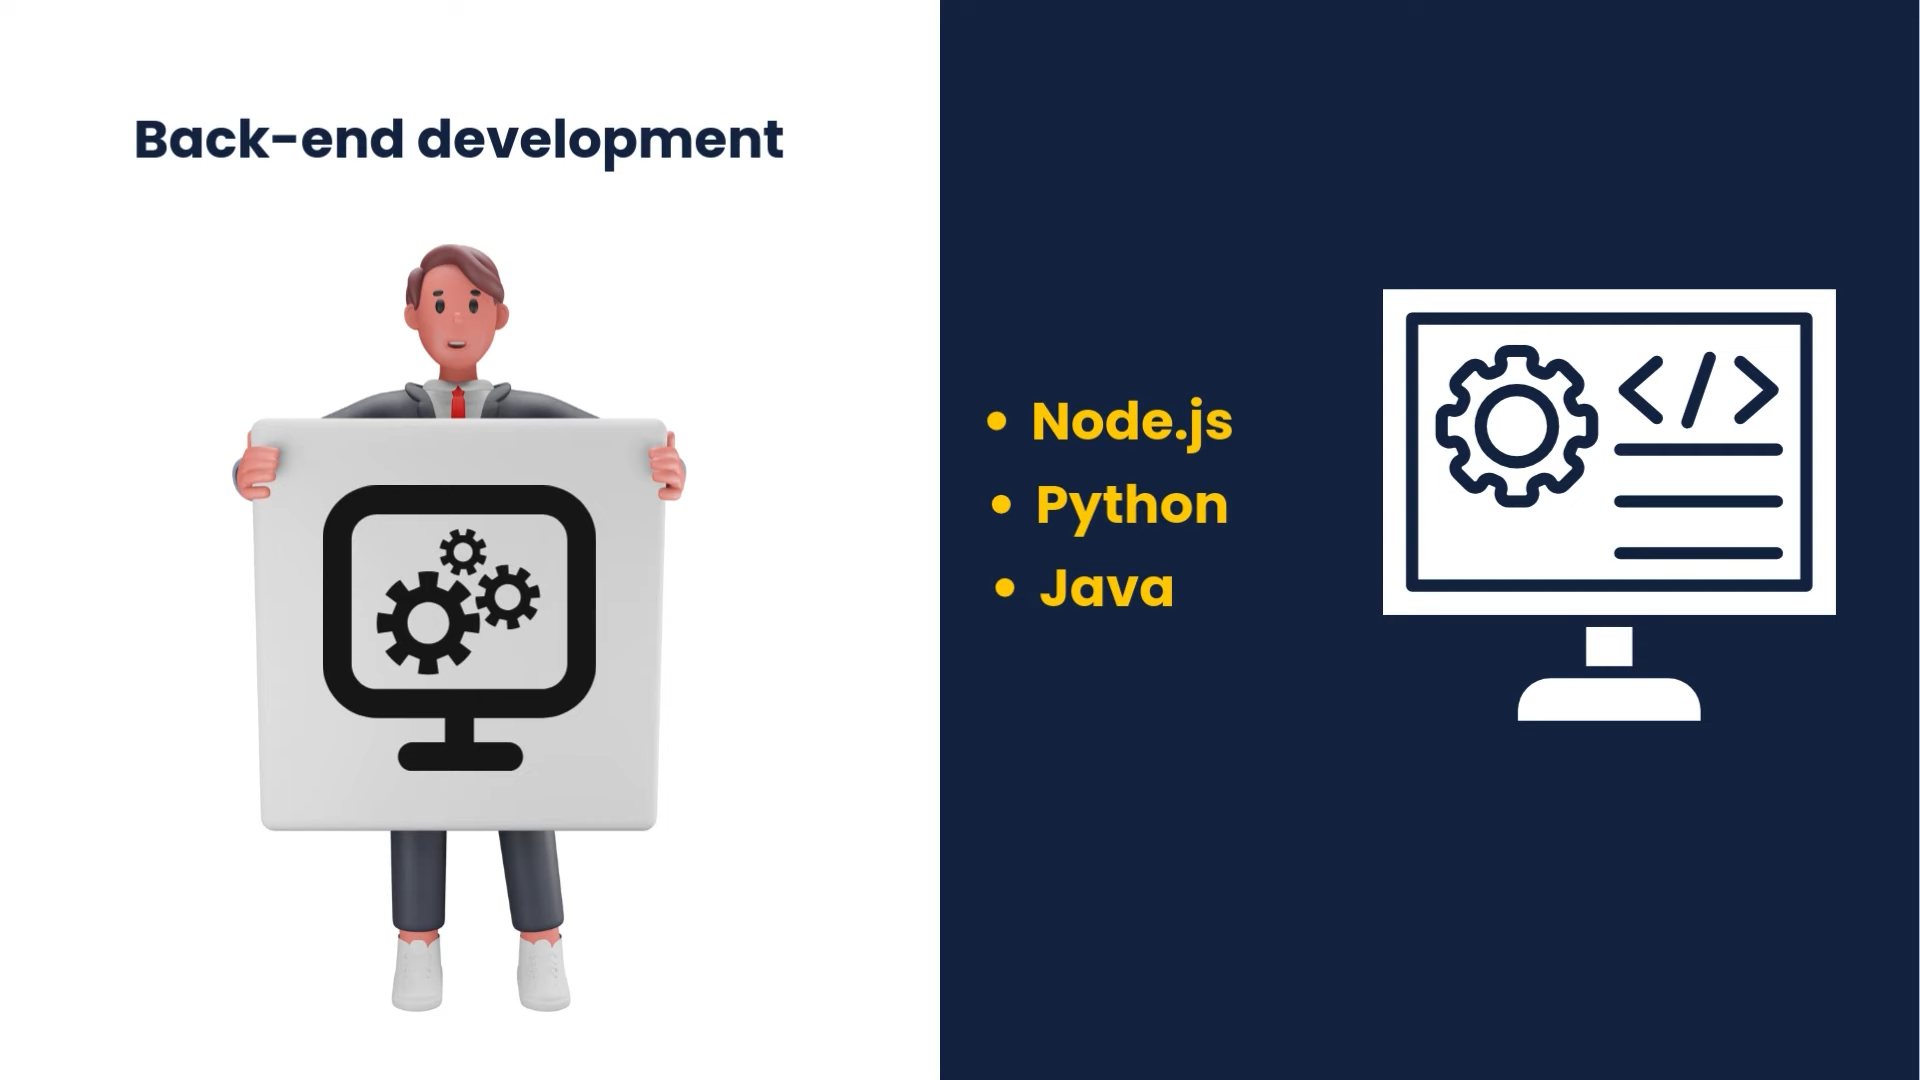 Back-end development
• Node.js
• Python
• Java